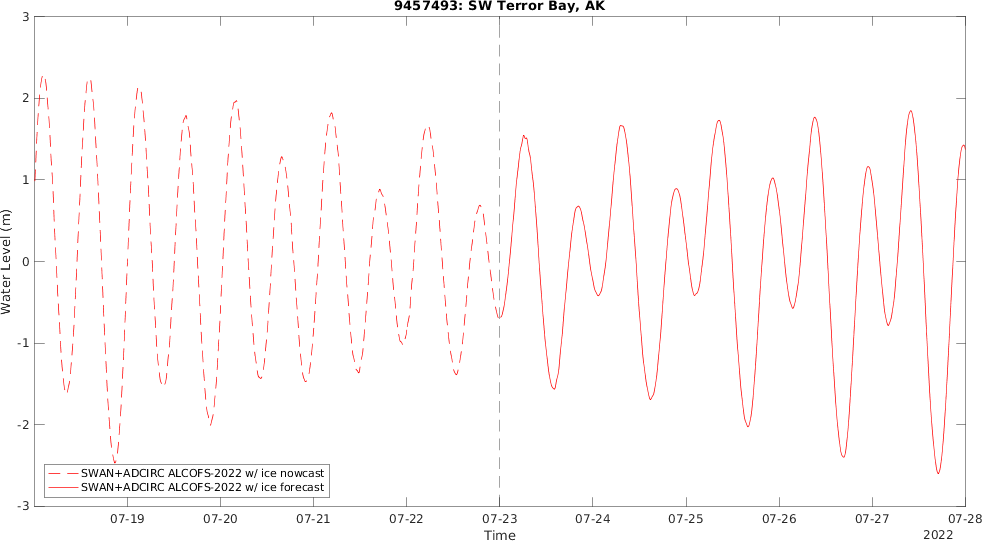 9457493: SW Terror Bay, AK
3
2
1
0
-1
-2
-3
Water Level (m)
SWAN+ADCIRC ALCOFS-2022 w/ ice nowcast
SWAN+ADCIRC ALCOFS-2022 w/ ice forecast
07-19 07-20 07-21 07-22 07-23 07-24 07-25 07-26 07-27 07-28
Time
2022